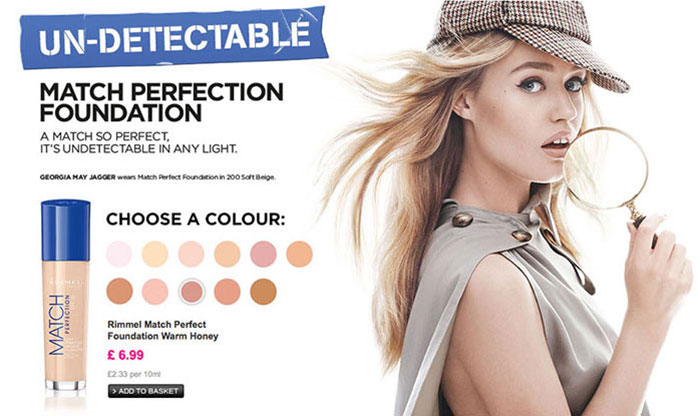 UN-DETECTABLE
MATCH PERFECTION
FOUNDATION
A MATCH SO PERFECT,
IT'S UNDETECTABLE IN ANY LIGHT.
GEORGIA MAY JAGGER wears Match Perfect Foundation in 200 Soft Beige.
CHOOSE A COLOUR:
RIMMEL
MATCH
PERFECTION
Rimmel Match Perfect
Foundation Warm Honey
£ 6.99
£2.33 per 10ml
> ADD TO BASKET